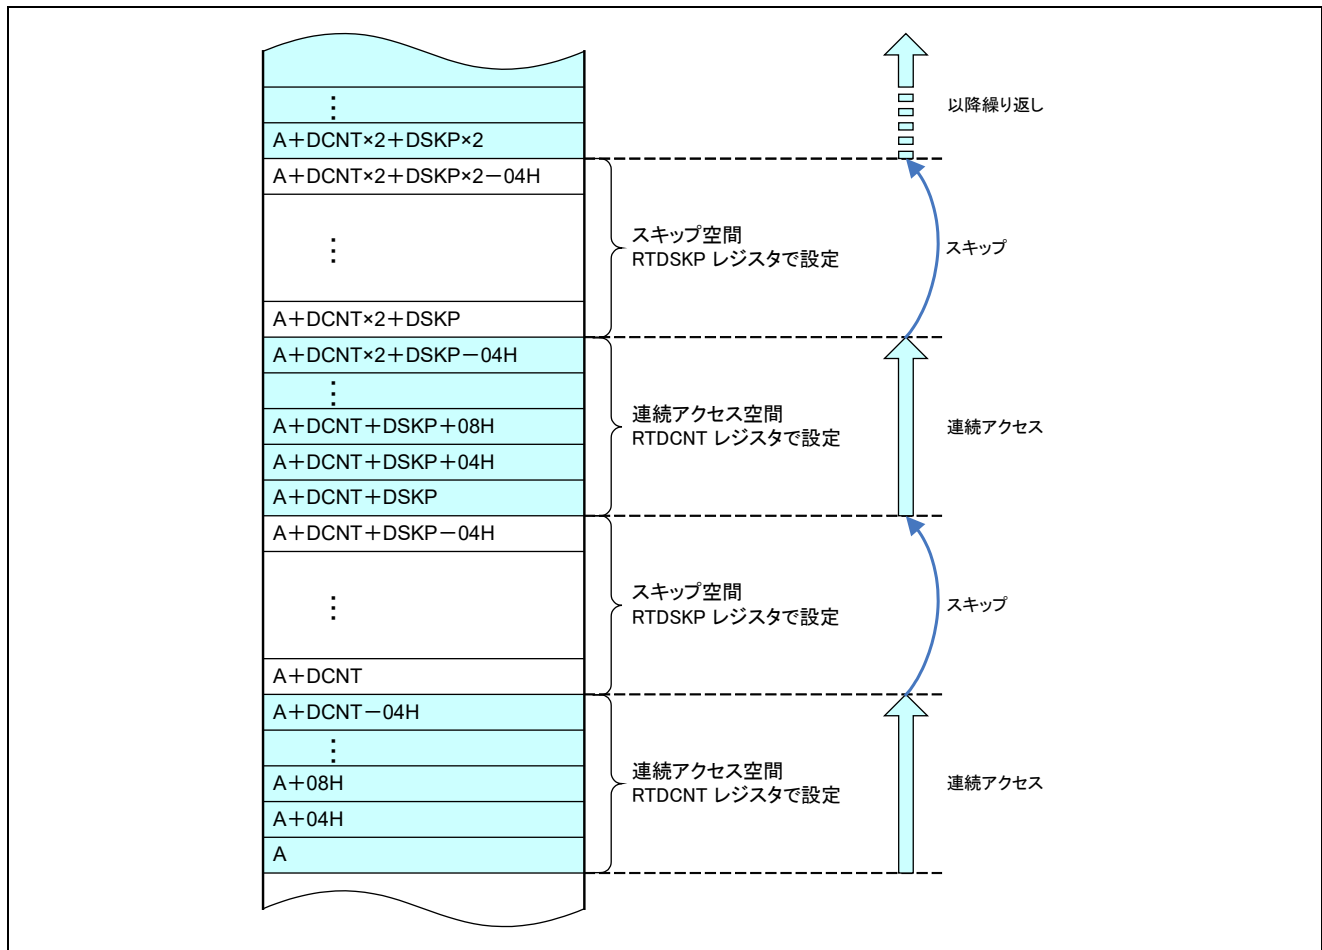 以降繰り返し
⋮
A+DCNT×2+DSKP×2
A+DCNT×2+DSKP×2−04H
⋮
スキップ空間
RTDSKP レジスタで設定
スキップ
A+DCNT×2+DSKP
A+DCNT×2+DSKP−04H
⋮
連続アクセス空間
RTDCNT レジスタで設定
連続アクセス
A+DCNT+DSKP+08H
A+DCNT+DSKP+04H
A+DCNT+DSKP
A+DCNT+DSKP−04H
⋮
スキップ空間
RTDSKP レジスタで設定
スキップ
A+DCNT
A+DCNT−04H
⋮
連続アクセス空間
RTDCNT レジスタで設定
連続アクセス
A+08H
A+04H
A